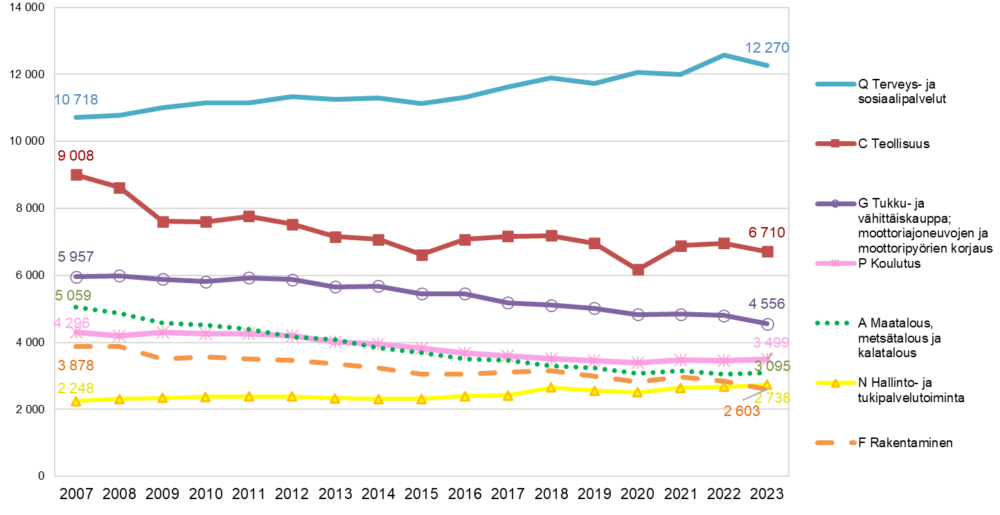 14 000
12 000
10 000
8 000
6 000
4 000
2 000
0
10 718
12 270
9 008
6 710
5 957
4 556
5 059
4 296
3 499
3 095
3 878
2 248
2 738
2 603
2007 2008 2009 2010 2011 2012 2013 2014 2015 2016 2017 2018 2019 2020 2021 2022 2023
Q Terveys- ja
sosiaalipalvelut
C Teollisuus
G Tukku- ja
vähittäiskauppa;
moottoriajoneuvojen ja
moottoripyörien korjaus
P Koulutus
A Maatalous,
metsätalous ja
kalatalous
N Hallinto- ja
tukipalvelutoiminta
F Rakentaminen